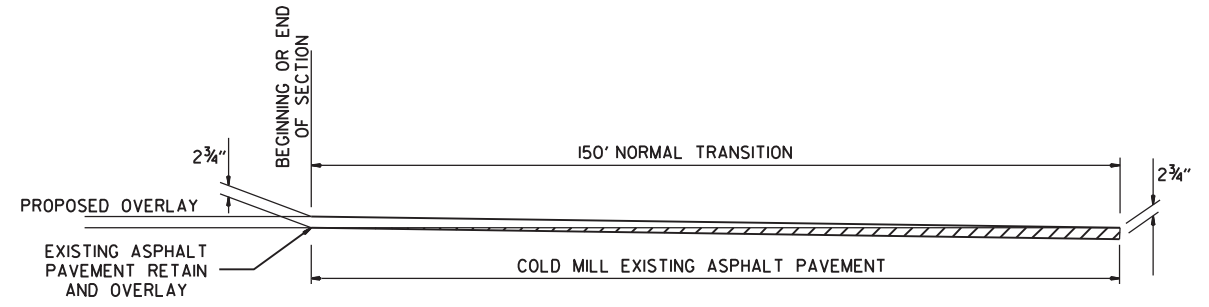 BEGINNING OR END
OF SECTION
2¾"
150' NORMAL TRANSITION
2¾"
PROPOSED OVERLAY
EXISTING ASPHALT
PAVEMENT RETAIN
AND OVERLAY
COLD MILL EXISTING ASPHALT PAVEMENT